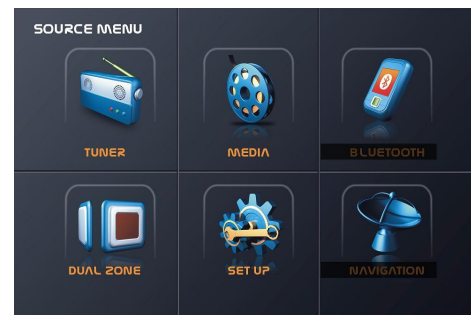 SOURCE MENU
TUNER
MEDIA
BLUETOOTH
DUAL ZONE
SET UP
NAVIGATION